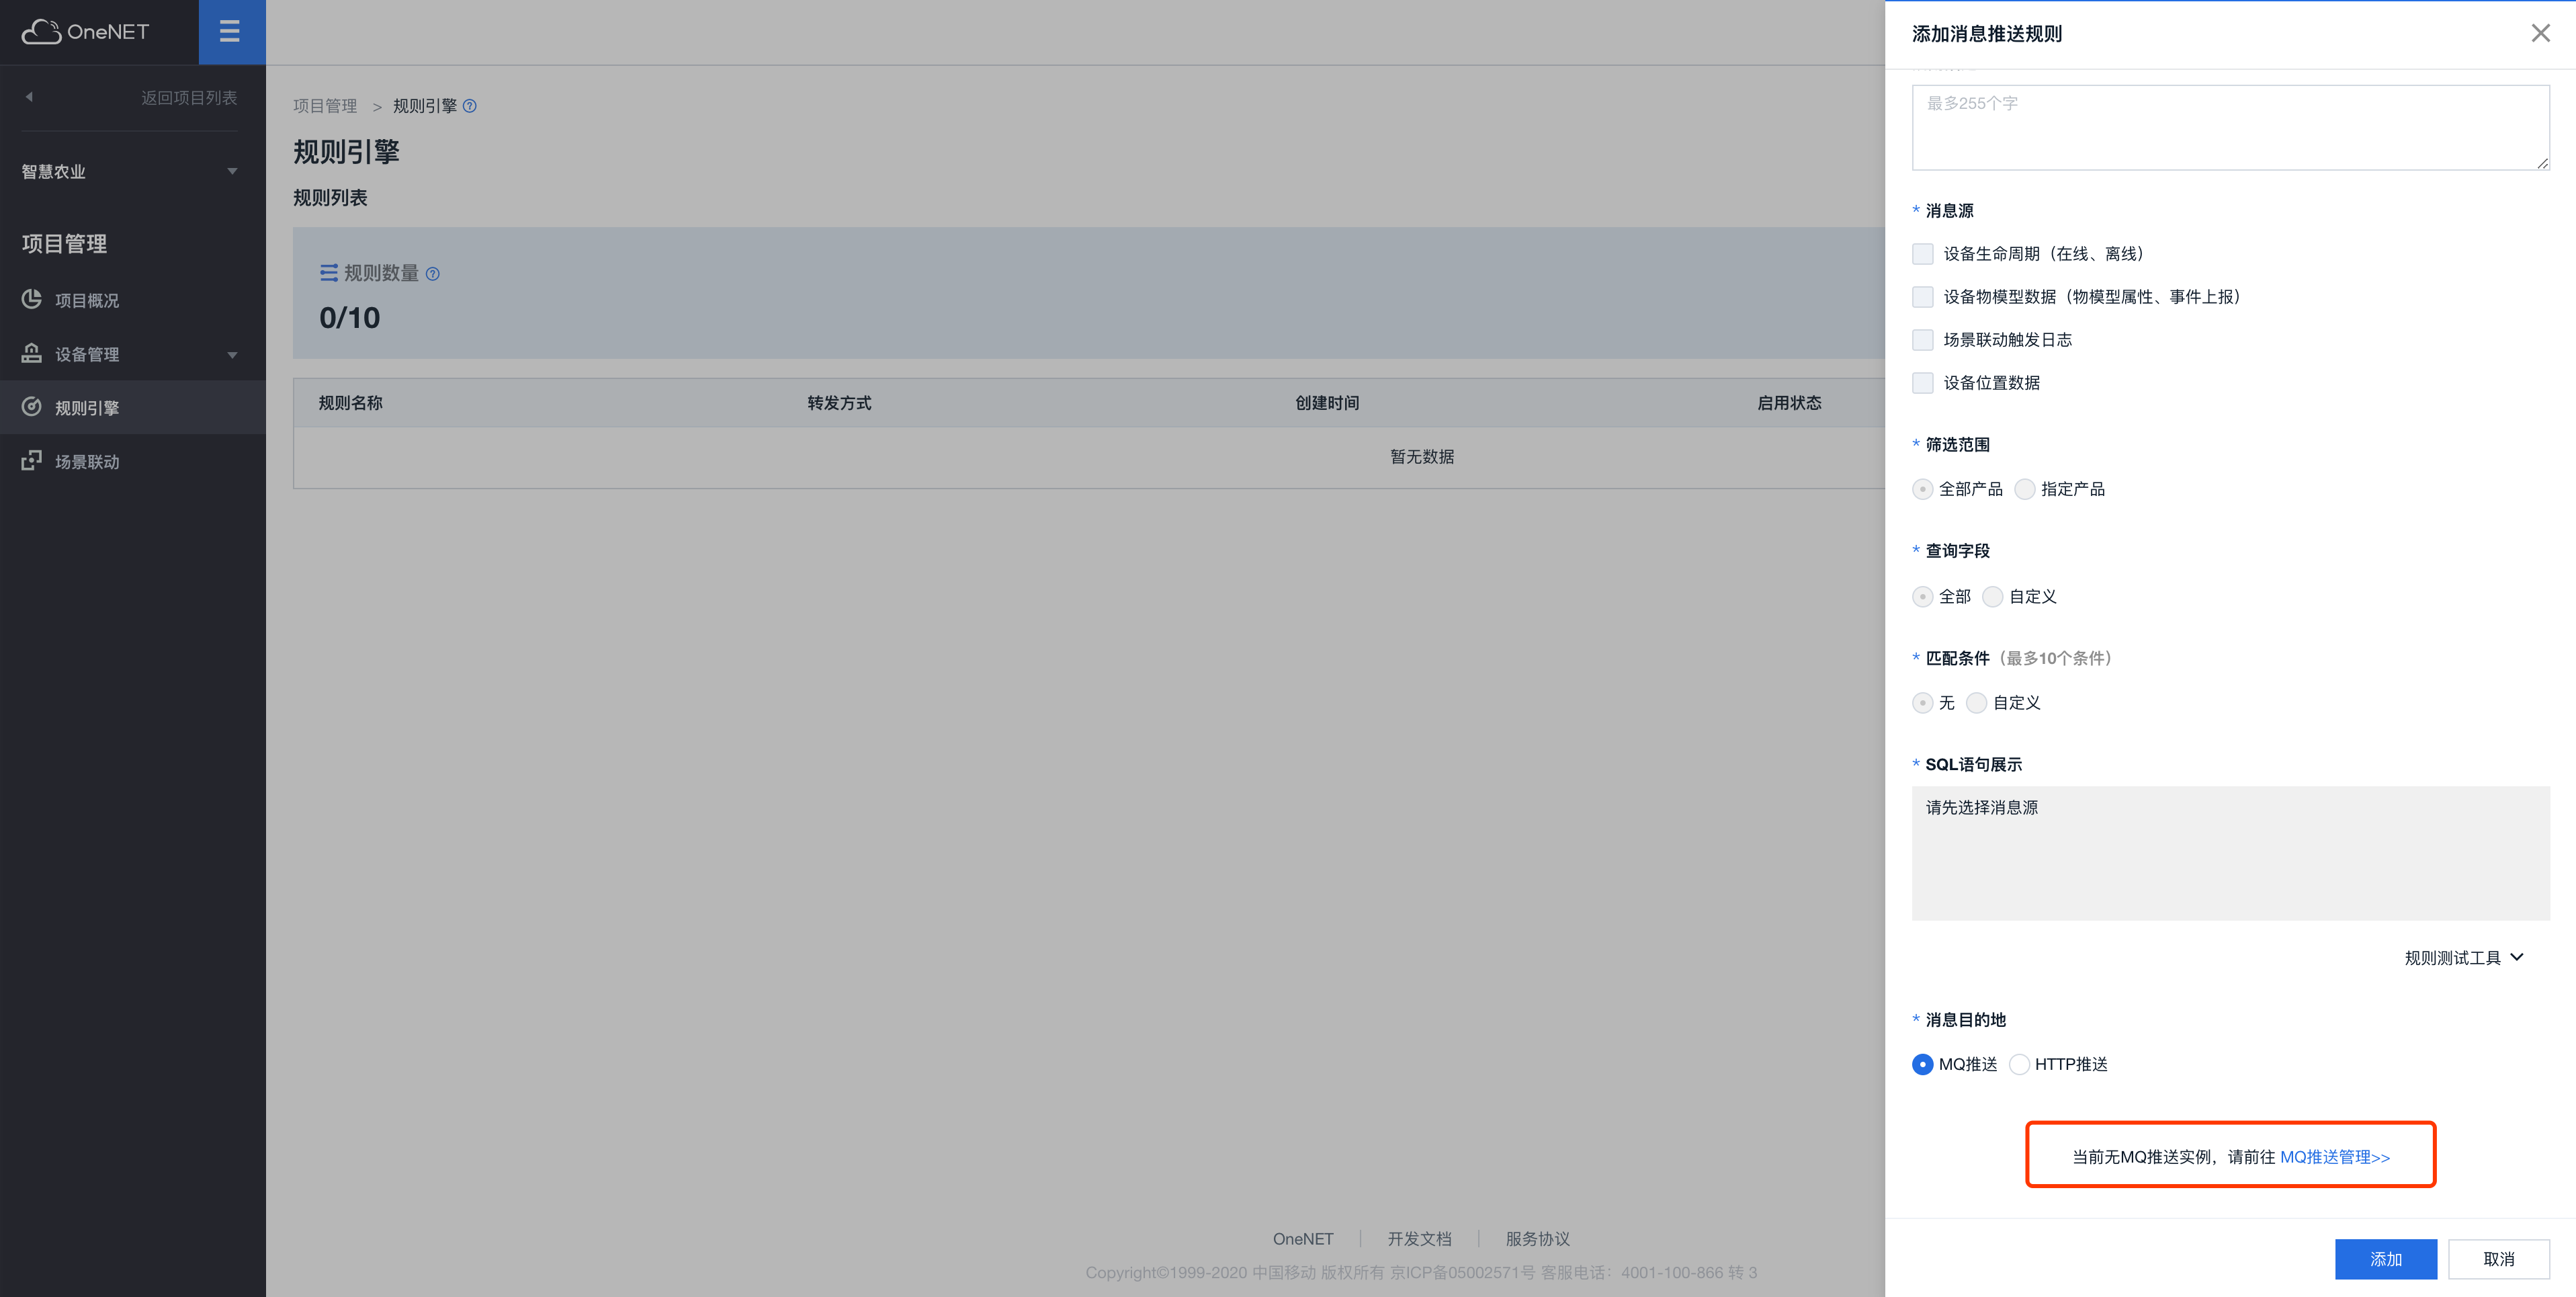 OneNET
返回项目列表
智慧农业
项目管理
项目概况
设备管理
规则引擎
场景联动
项目管理 > 规则引擎
规则引擎
规则列表
规则数量
0/10
规则名称 转发方式 创建时间 启用状态
暂无数据
OneNET 开发文档 服务协议
Copyright©1999-2020 中国移动 版权所有 京ICP备05002571号 客服电话：4001-100-866 转 3
添加消息推送规则
最多255个字
* 消息源
设备生命周期（在线、离线）
设备物模型数据（物模型属性、事件上报）
场景联动触发日志
设备位置数据
* 筛选范围
全部产品 指定产品
* 查询字段
全部 自定义
* 匹配条件（最多10个条件）
无 自定义
* SQL语句展示
请先选择消息源
规则测试工具
* 消息目的地
MQ推送 HTTP推送
当前无MQ推送实例，请前往 MQ推送管理>>
添加 取消